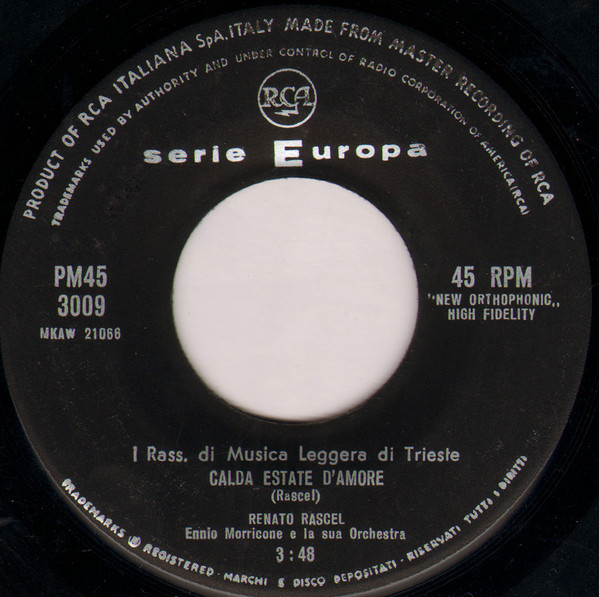 PRODUCT OF RCA ITALIANA SpA.ITALY MADE FROM MASTER RECORDING OF RCA
TRADEMARKS USED BY AUTHORITY AND UNDER CONTROL OF RADIO CORPORATION OF AMERICA(RCA)
RCA
serie Europa
PM45
3009
MKAW 21066
45 RPM
"NEW ORTHOPHONIC,,
HIGH FIDELITY
I Rass. di Musica Leggera di Trieste
CALDA ESTATE D'AMORE
(Rascel)
RENATO RASCEL
Ennio Morricone e la sua Orchestra
3:48
TRADEMARKS ® REGISTERED - MARCHI E DISCO DEPOSITATI - RISERVATI TUTTI I DIRITTI